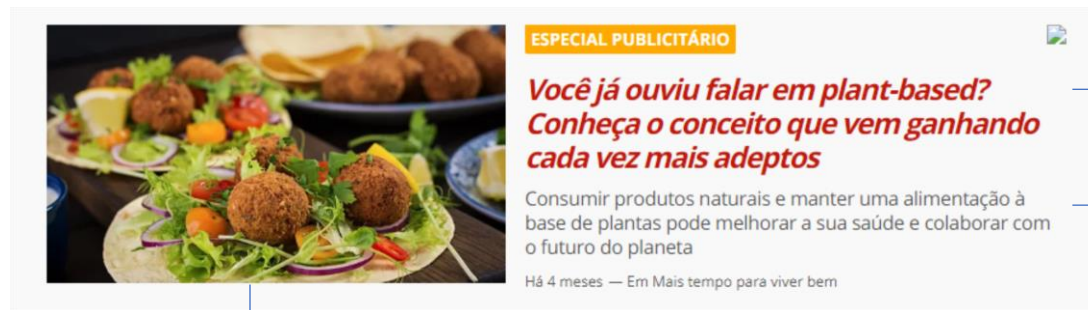 ESPECIAL PUBLICITÁRIO
Você já ouviu falar em plant-based?
Conheça o conceito que vem ganhando
cada vez mais adeptos
Consumir produtos naturais e manter uma alimentação à
base de plantas pode melhorar a sua saúde e colaborar com
o futuro do planeta
Há 4 meses — Em Mais tempo para viver bem